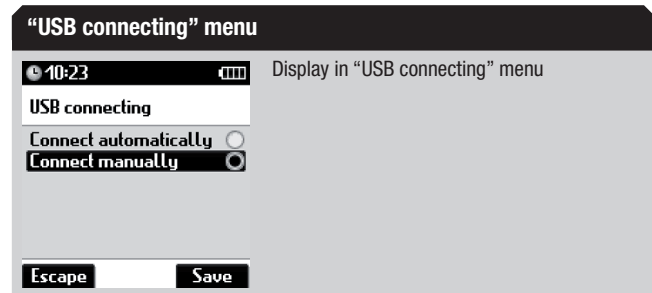 “USB connecting” menu
10:23
USB connecting
Connect automatically
Connect manually
Escape Save
Display in “USB connecting” menu